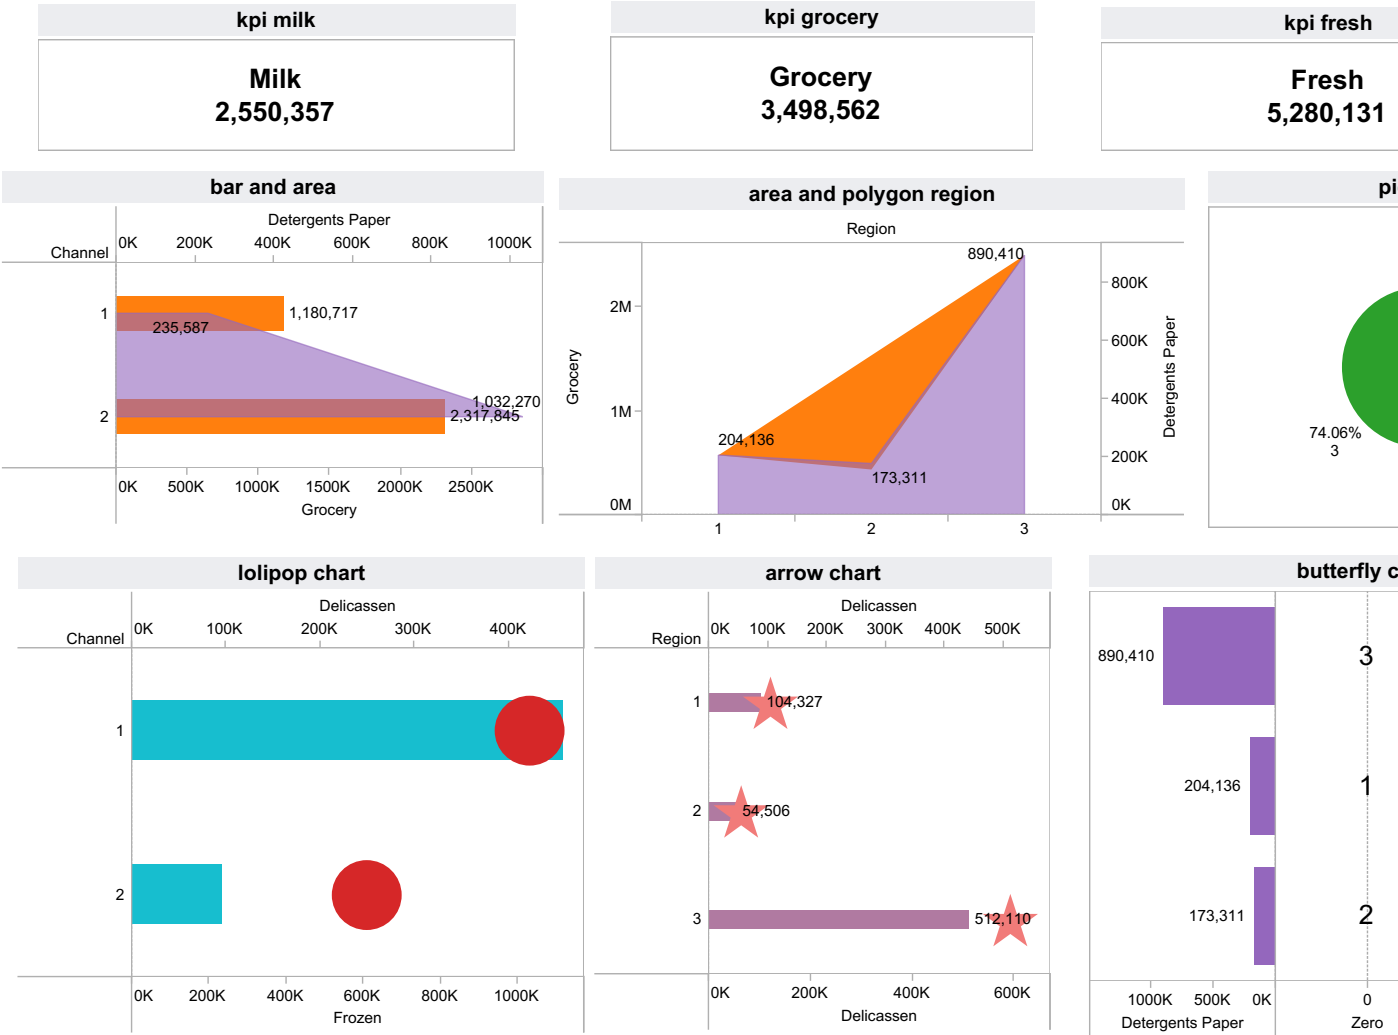 kpi milk
Milk
2,550,357
kpi grocery
Grocery
3,498,562
kpi fresh
Fresh
5,280,131
bar and area
Detergents Paper
Channel
0K 200K 400K 600K 800K 1000K
1
1,180,717
235,587
1,032,270
2
2,317,845
0K 500K 1000K 1500K 2000K 2500K
Grocery
area and polygon region
Region
890,410
2M
1M
0M
Grocery
204,136
173,311
800K
600K
400K
200K
0K
Detergents Paper
1 2 3
pi
74.06%
3
lolipop chart
Delicassen
Channel
0K 100K 200K 300K 400K
1
2
0K 200K 400K 600K 800K 1000K
Frozen
arrow chart
Delicassen
Region
0K 100K 200K 300K 400K 500K
1
104,327
2
54,506
3
512,110
0K 200K 400K 600K
Delicassen
butterfly c
890,410
3
204,136
1
173,311
2
1000K 500K 0K
Detergents Paper
0
Zero